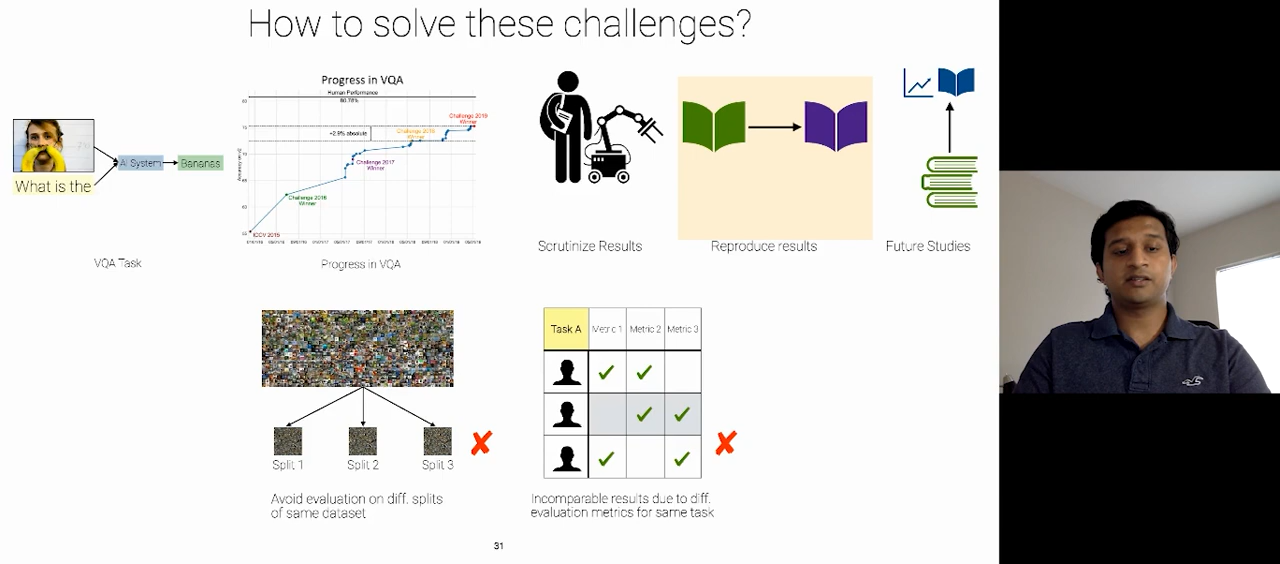 How to solve these challenges?
What is the
AI System
Bananas
VQA Task
Progress in VQA
Human Performance
80.78%
~2.9% absolute
Challenge 2019
Winner
Challenge 2018
Winner
Challenge 2017
Winner
Challenge 2016
Winner
ICCV 2015
Progress in VQA
Scrutinize Results
Reproduce results
Future Studies
Split 1
Split 2
Split 3
Avoid evaluation on diff. splits
of same dataset
Task A
Metric 1
Metric 2
Metric 3
Incomparable results due to diff.
evaluation metrics for same task
31